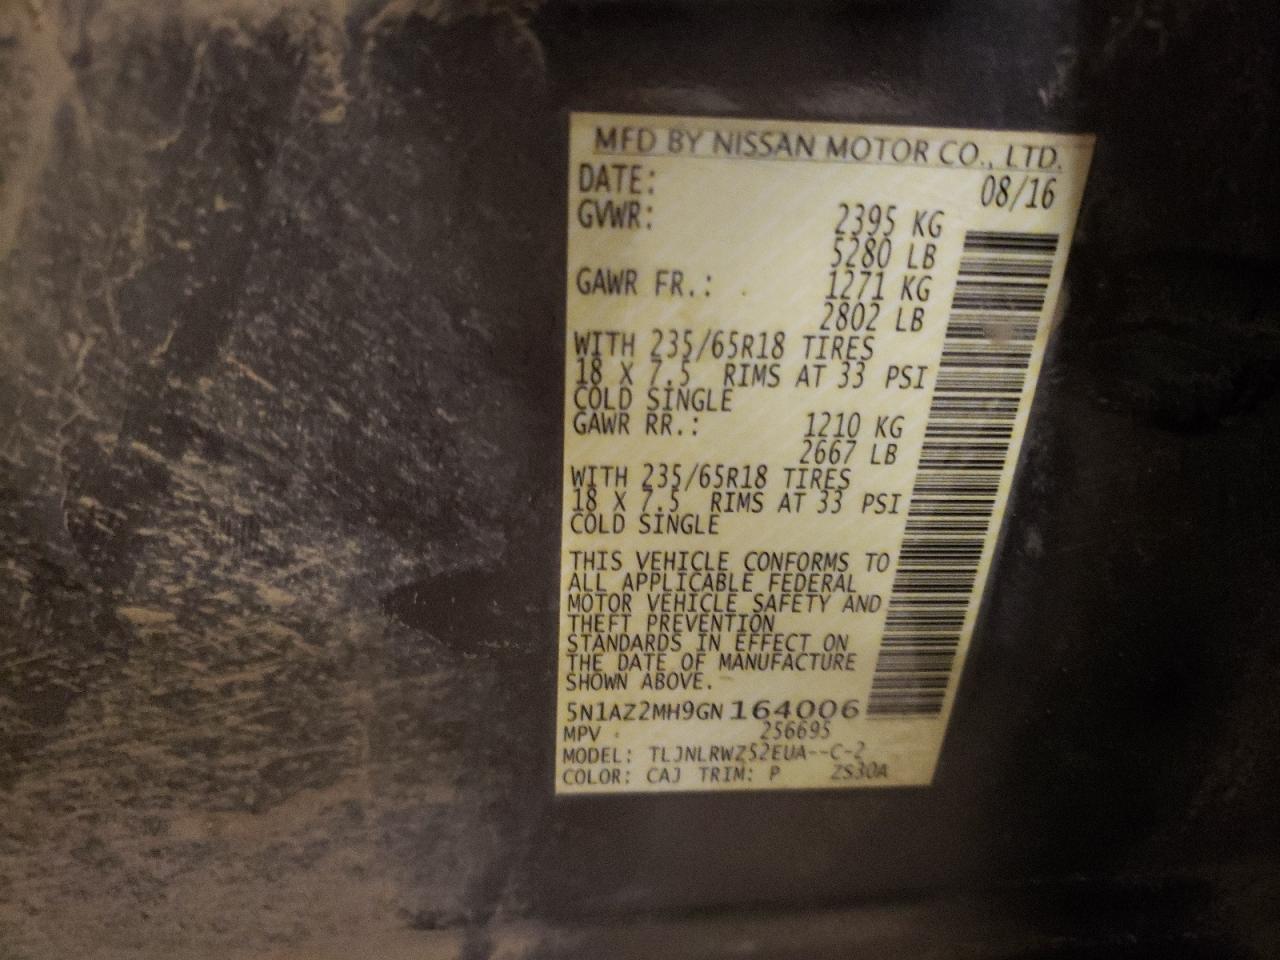 MFD BY NISSAN MOTOR CO., LTD.
DATE: 08/16
GVWR: 2395 KG
5280 LB
GAWR FR.: 1271 KG
2802 LB
WITH 235/65R18 TIRES
18 X 7.5 RIMS AT 33 PSI
COLD SINGLE
GAWR RR.: 1210 KG
2667 LB
WITH 235/65R18 TIRES
18 X 7.5 RIMS AT 33 PSI
COLD SINGLE
THIS VEHICLE CONFORMS TO
ALL APPLICABLE FEDERAL
MOTOR VEHICLE SAFETY AND
THEFT PREVENTION
STANDARDS IN EFFECT ON
THE DATE OF MANUFACTURE
SHOWN ABOVE.
5N1AZ2MH9GN164006
MPV 256695
MODEL: TLJNLRWZ52EUA--C-2
COLOR: CAJ TRIM: P ZS30A